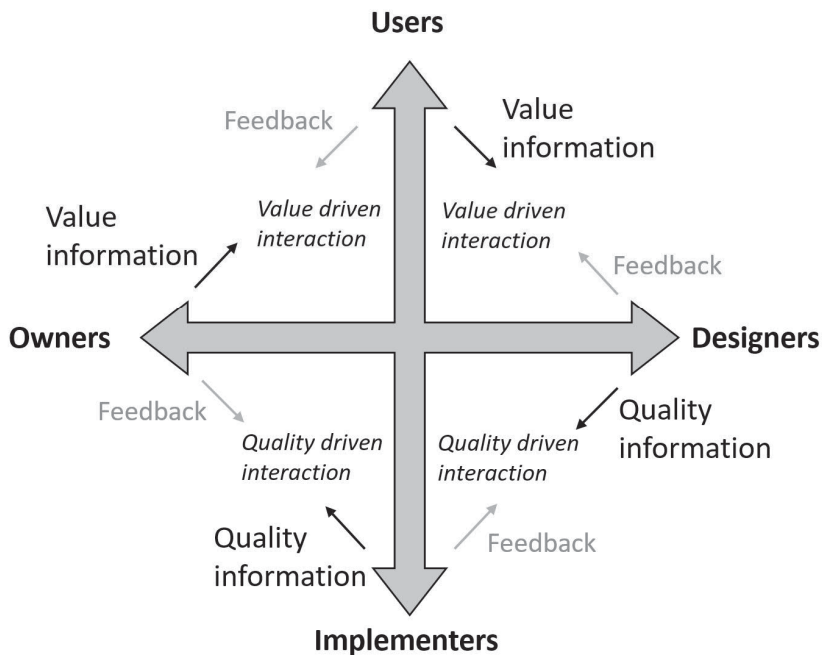 Users
Feedback
Value
information
Value driven
interaction
Value driven
interaction
Value
information
Feedback
Owners
Designers
Feedback
Quality
information
Quality driven
interaction
Quality driven
interaction
Quality
information
Feedback
Implementers